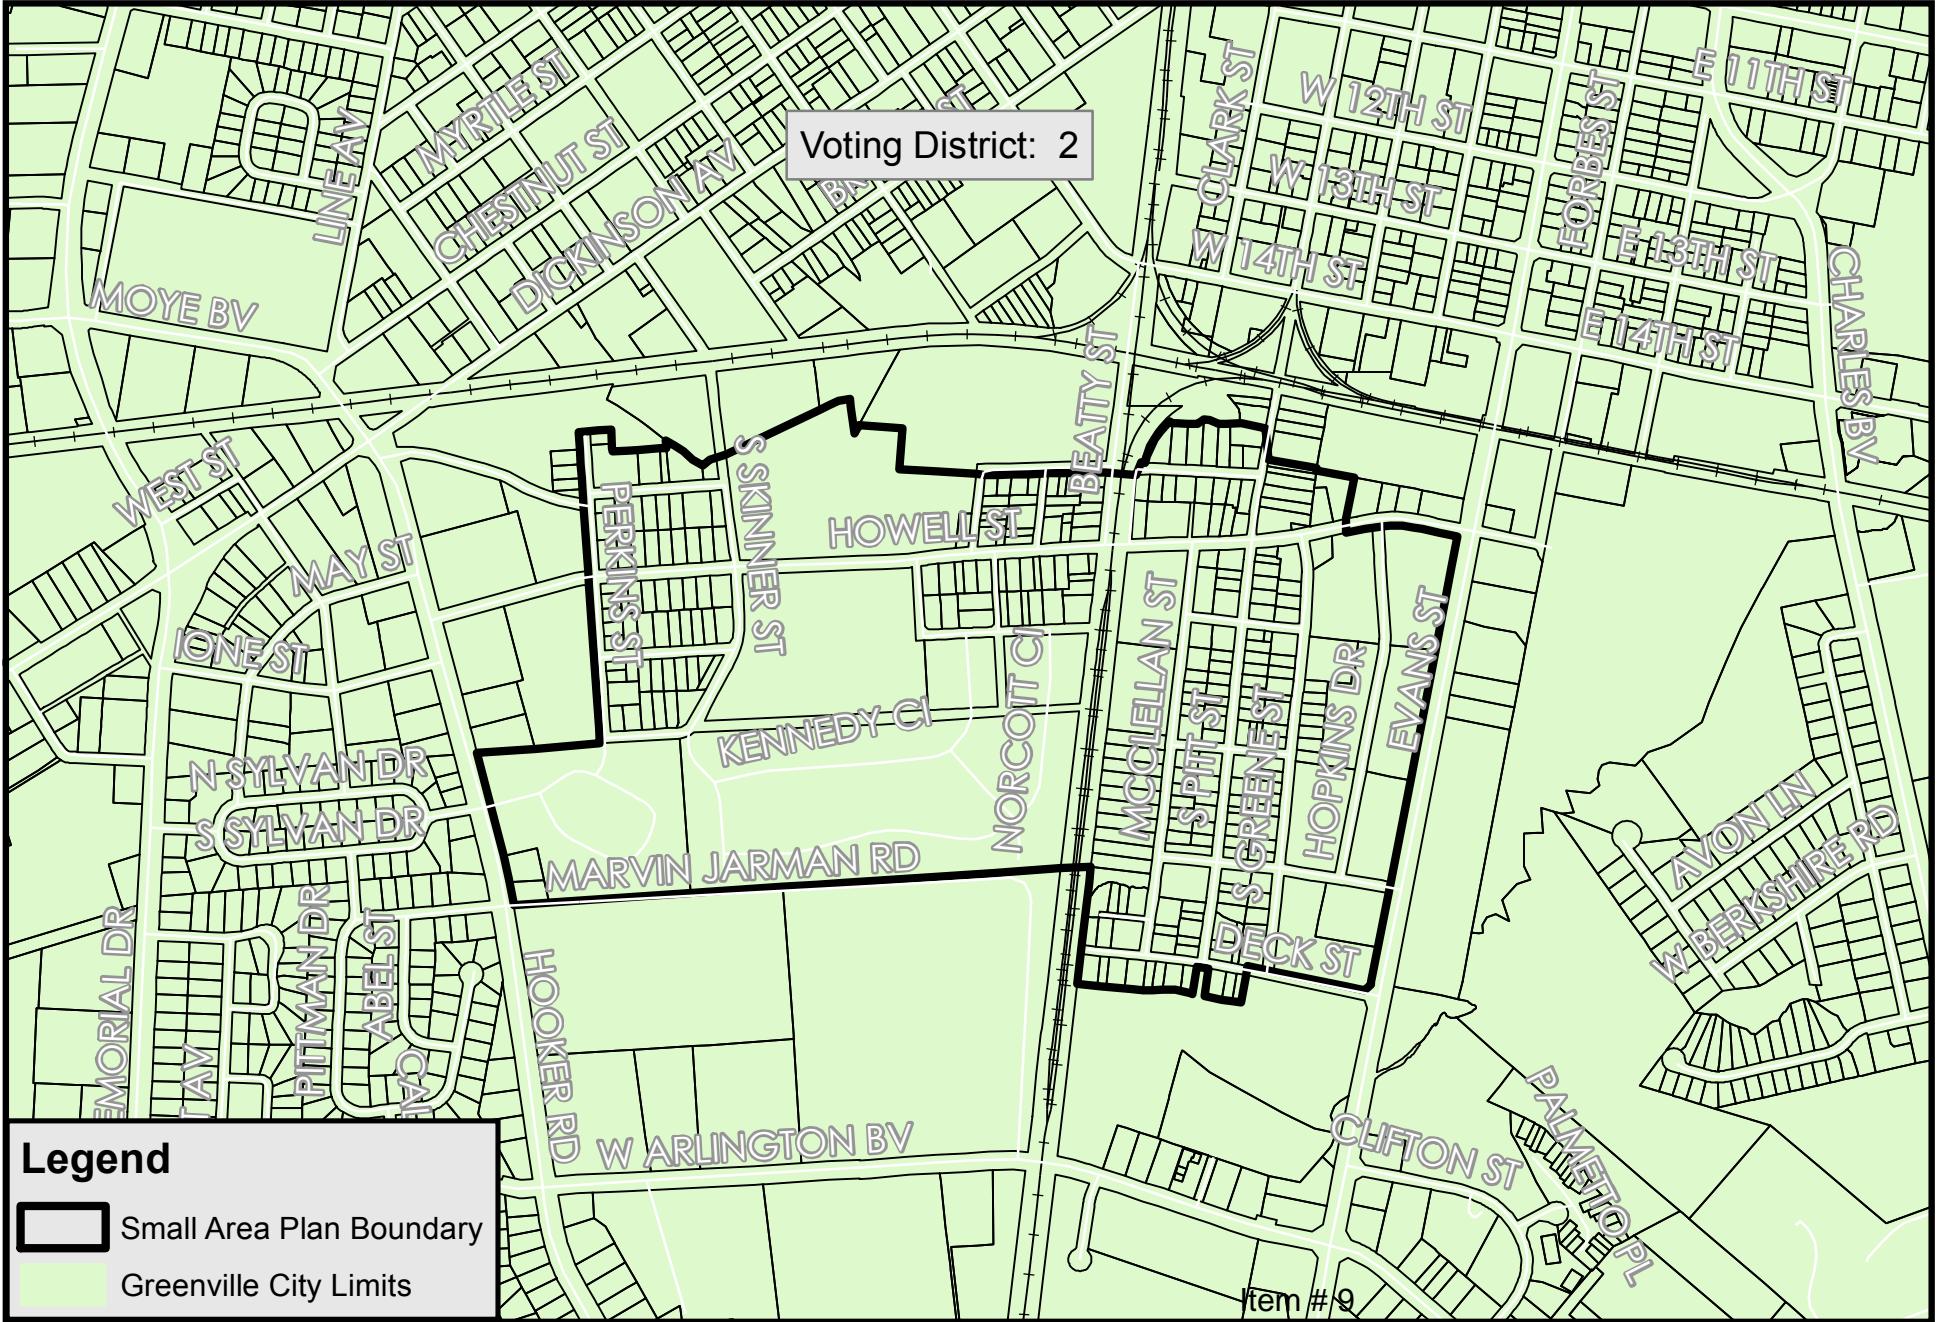 E 11TH ST
CLARK ST
W 12TH ST
MYRTLE ST
FORBES ST
LINE AV
CHESTNUT ST
Voting District: 2
W 13TH ST
DICKINSON AV
W 14TH ST
E 13TH ST
MOYE BV
E 14TH ST
CHARLES BV
BEATTY ST
WEST ST
S SKINNER ST
HOWELL ST
PERKINS ST
MAY ST
IONE ST
MCCLELLAN ST
EVANS ST
NORCOTT CI
KENNEDY CI
S PITT ST
S GREENE ST
HOPKINS DR
N SYLVAN DR
S SYLVAN DR
AVON LN
MARVIN JARMAN RD
W BERKSHIRE RD
PITTMAN DR
ABEL ST
DECK ST
EMORIAL DR
HOOKER RD
T AV
W ARLINGTON BV
CLIFTON ST
PALMETTO PL
Legend
Small Area Plan Boundary
Greenville City Limits
Item # 9